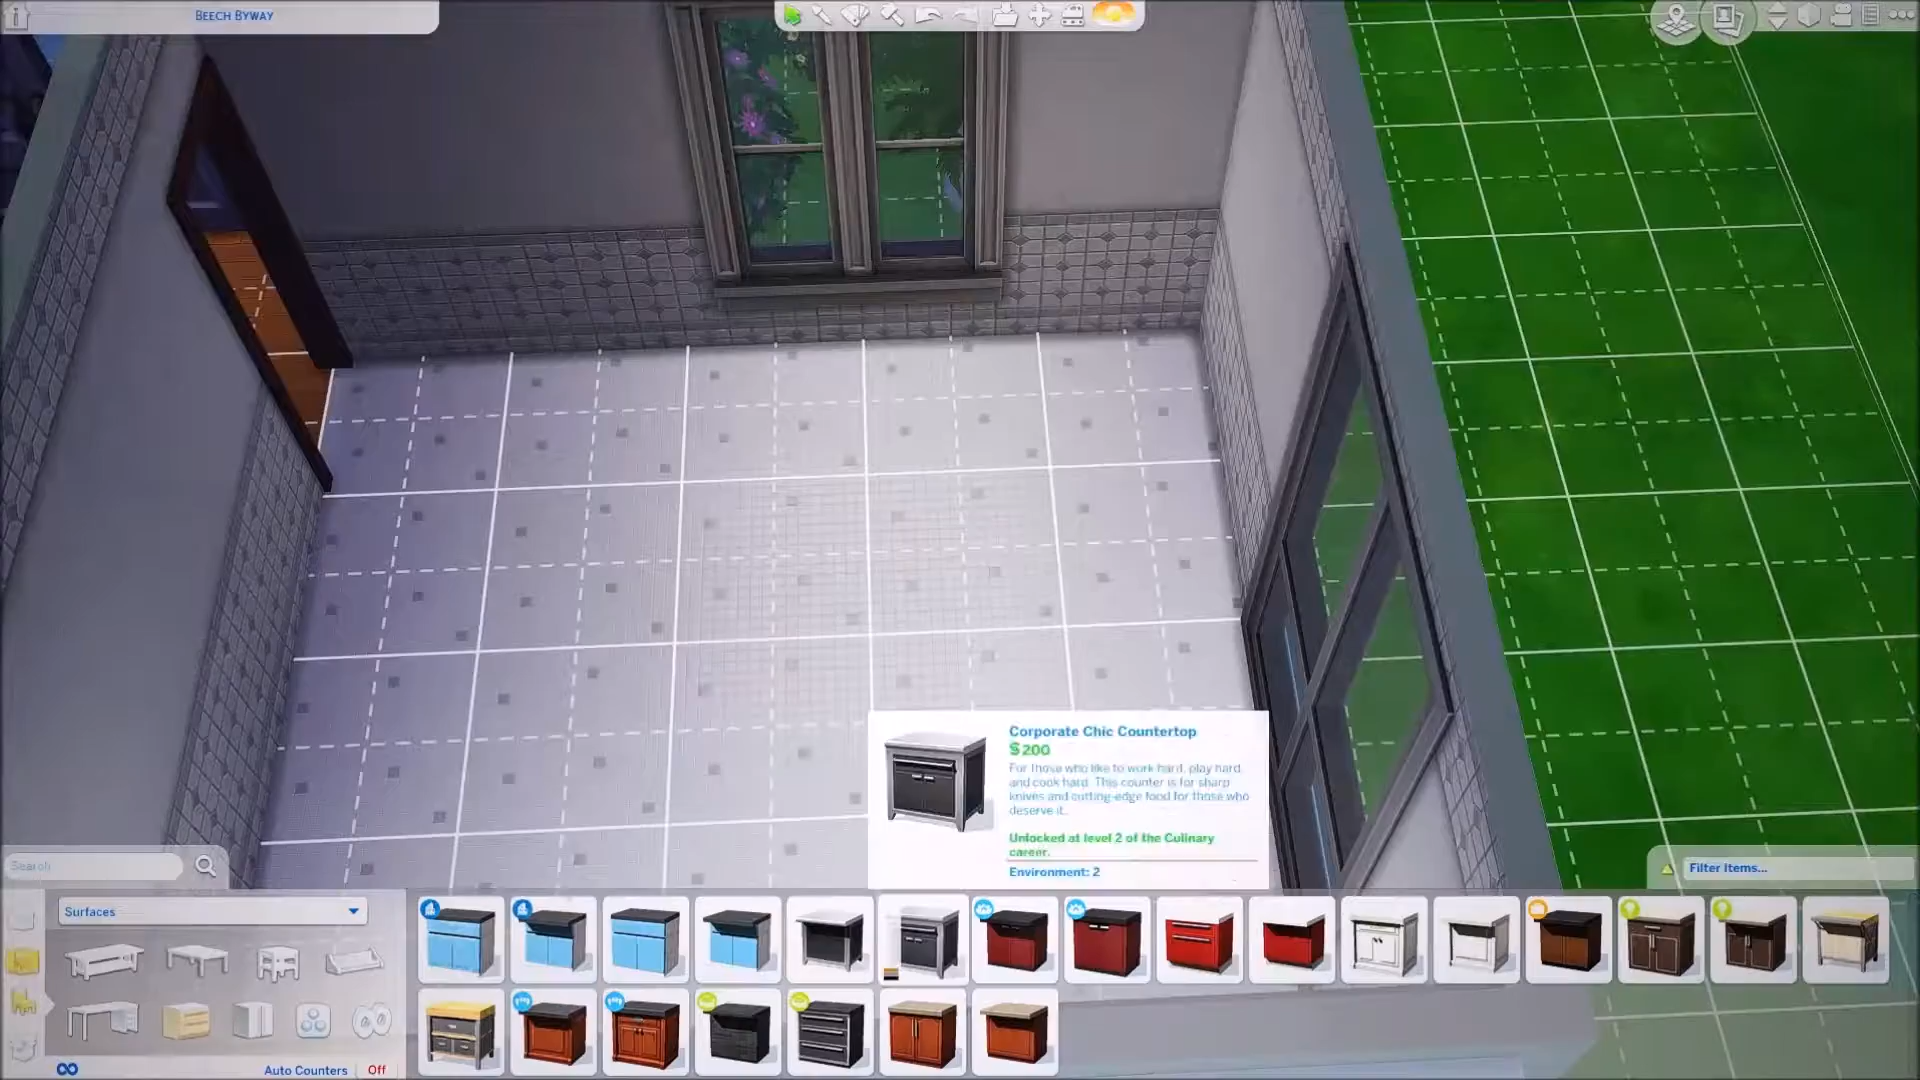 BEECH BYWAY
Corporate Chic Countertop
§200
For those who like to work hard, play hard,
and cook hard. This counter is for sharp
knives and cutting-edge food for those who
deserve it.
Unlocked at level 2 of the Culinary
career.
Environment: 2
Search
Filter Items...
Surfaces
Auto Counters Off